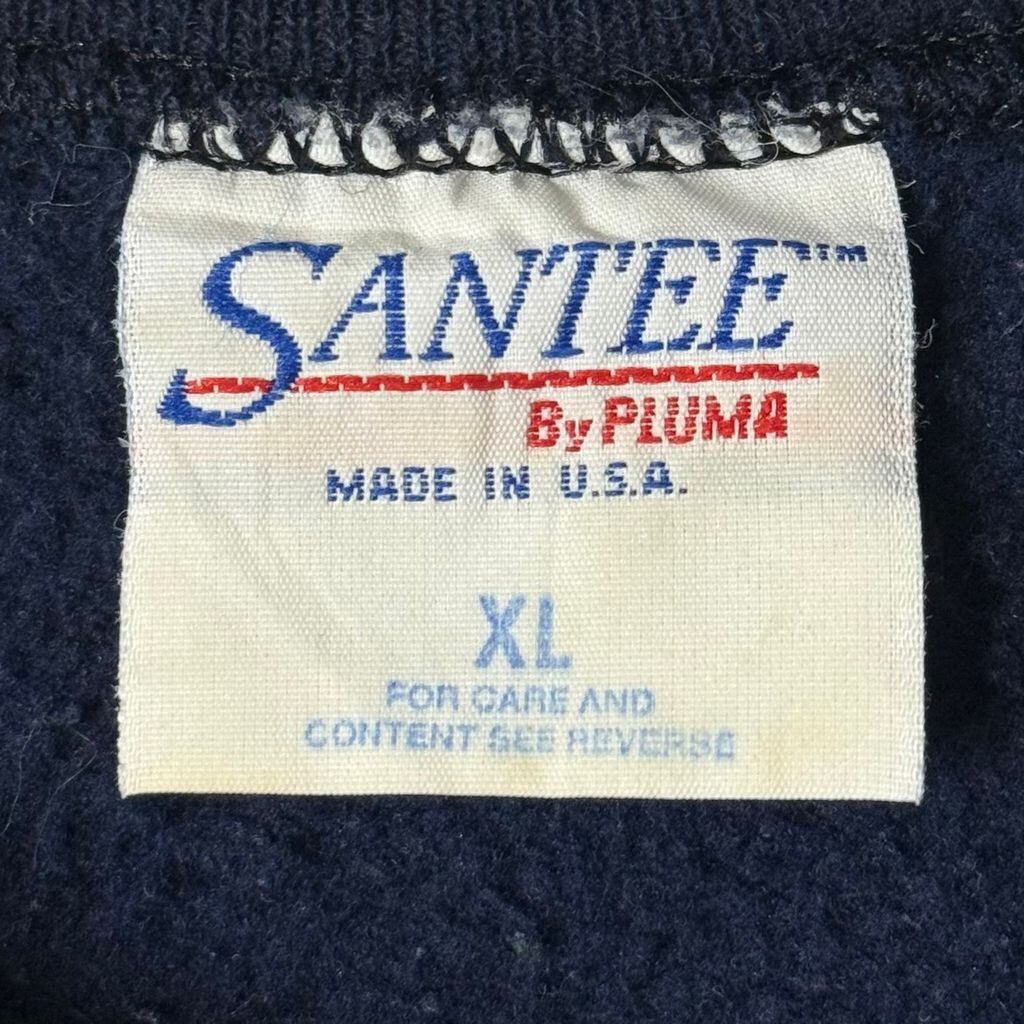 SANTEE™
By PLUMA
MADE IN U.S.A.
XL
FOR CARE AND
CONTENT SEE REVERSE